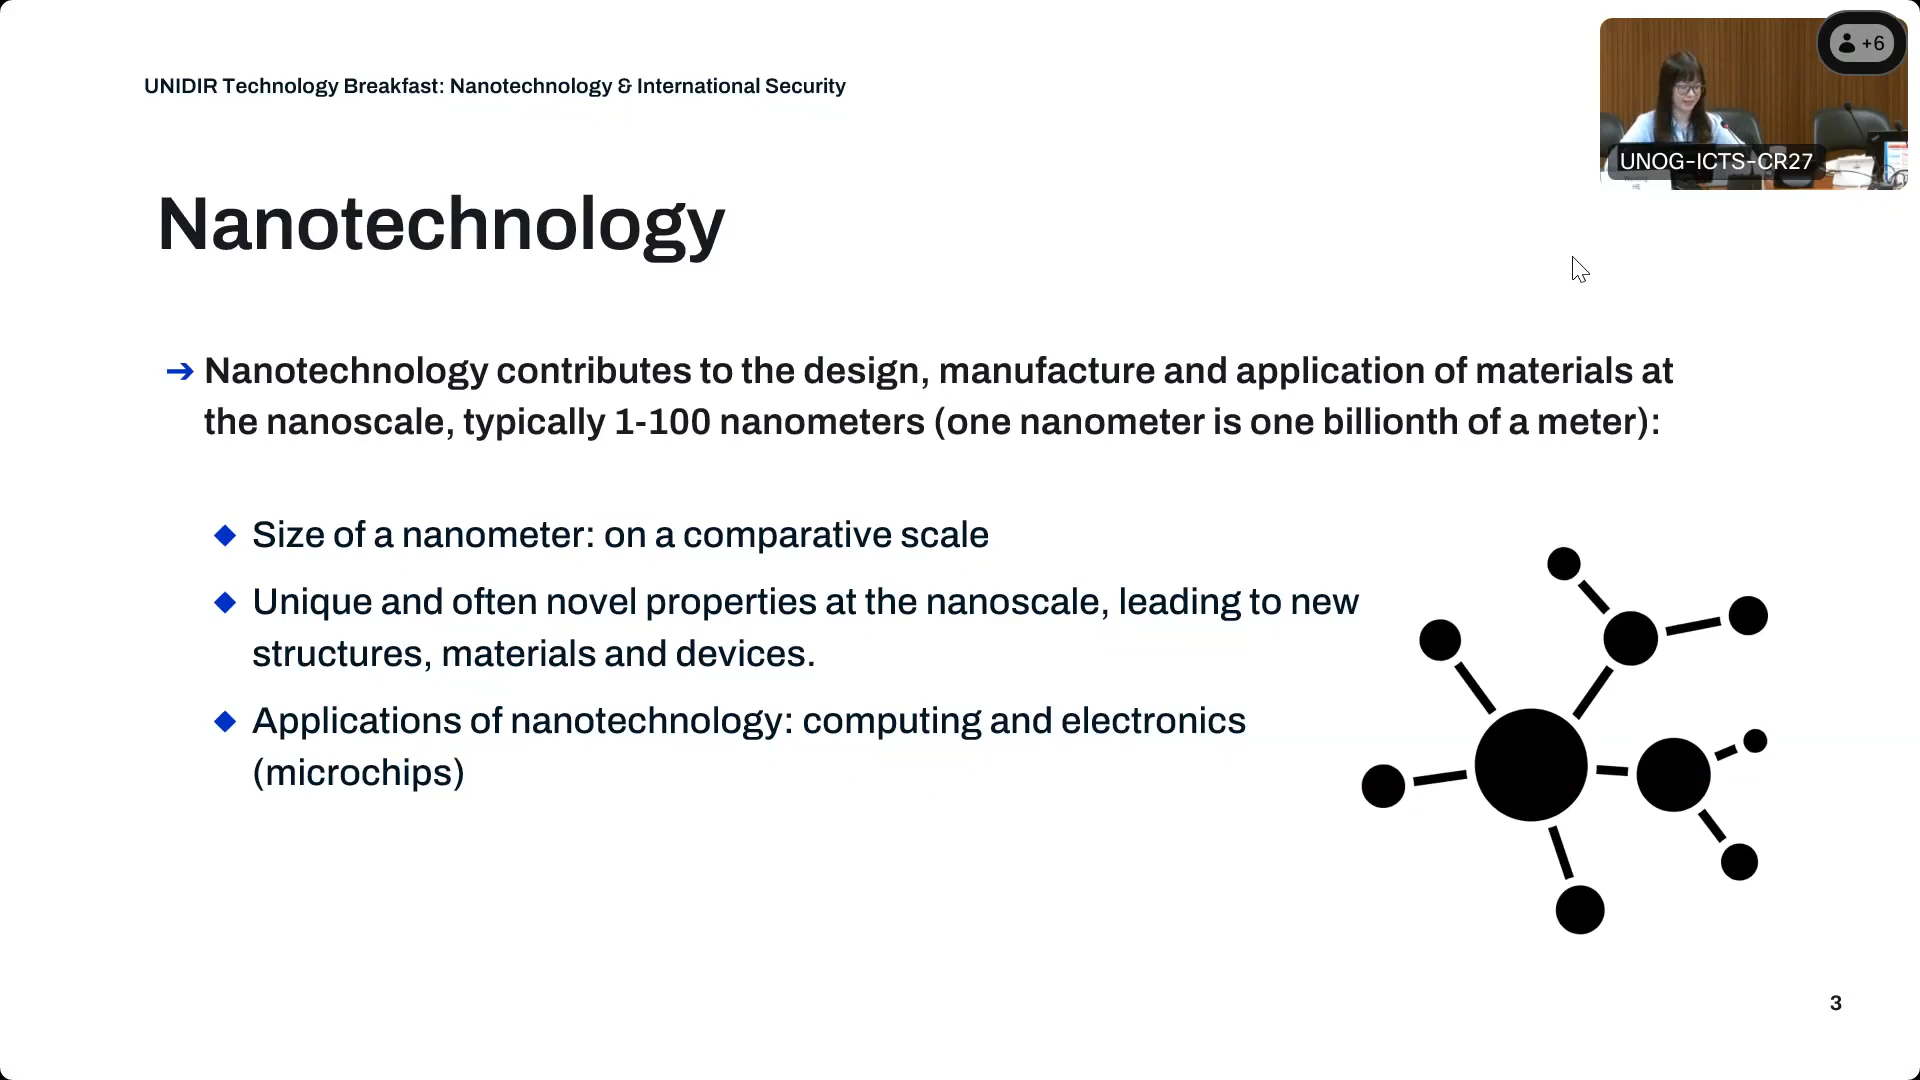 UNIDIR Technology Breakfast: Nanotechnology & International Security
+6
UNOG-ICTS-CR27
Nanotechnology
➔ Nanotechnology contributes to the design, manufacture and application of materials at
the nanoscale, typically 1-100 nanometers (one nanometer is one billionth of a meter):
◆ Size of a nanometer: on a comparative scale
◆ Unique and often novel properties at the nanoscale, leading to new
structures, materials and devices.
◆ Applications of nanotechnology: computing and electronics
(microchips)
3